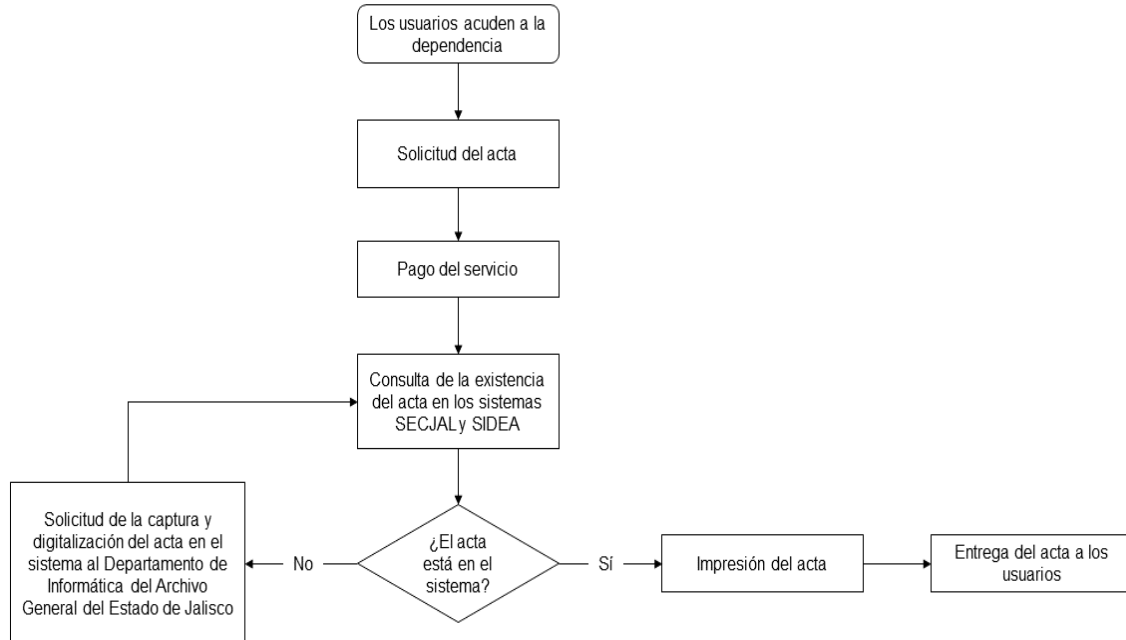 Los usuarios acuden a la
dependencia
Solicitud del acta
Pago del servicio
Consulta de la existencia
del acta en los sistemas
SECJAL y SIDEA
Solicitud de la captura y
digitalización del acta en el
sistema al Departamento de
Informática del Archivo
General del Estado de Jalisco
No
¿El acta
está en el
sistema?
Sí
Impresión del acta
Entrega del acta a los
usuarios